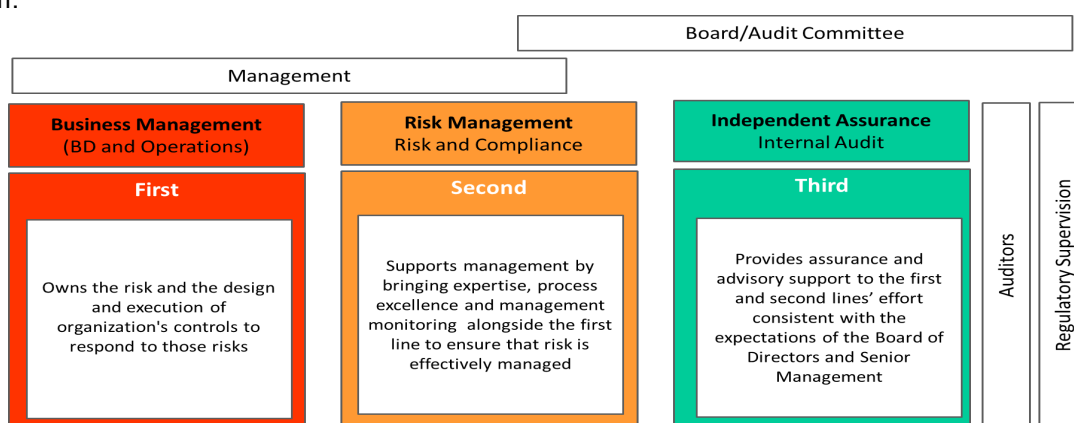 Board/Audit Committee
Management
Business Management
(BD and Operations)
Risk Management
Risk and Compliance
Independent Assurance
Internal Audit
First
Owns the risk and the design
and execution of
organization's controls to
respond to those risks
Second
Supports management by
bringing expertise, process
excellence and management
monitoring alongside the first
line to ensure that risk is
effectively managed
Third
Provides assurance and
advisory support to the first
and second lines’ effort
consistent with the
expectations of the Board of
Directors and Senior
Management
Auditors
Regulatory Supervision